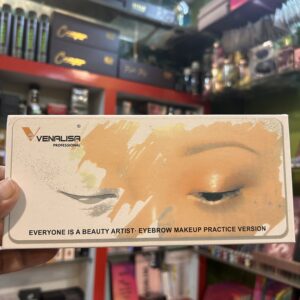 VENALISA ®
PROFESSIONAL
EVERYONE IS A BEAUTY ARTIST· EYEBROW MAKEUP PRACTICE VERSION